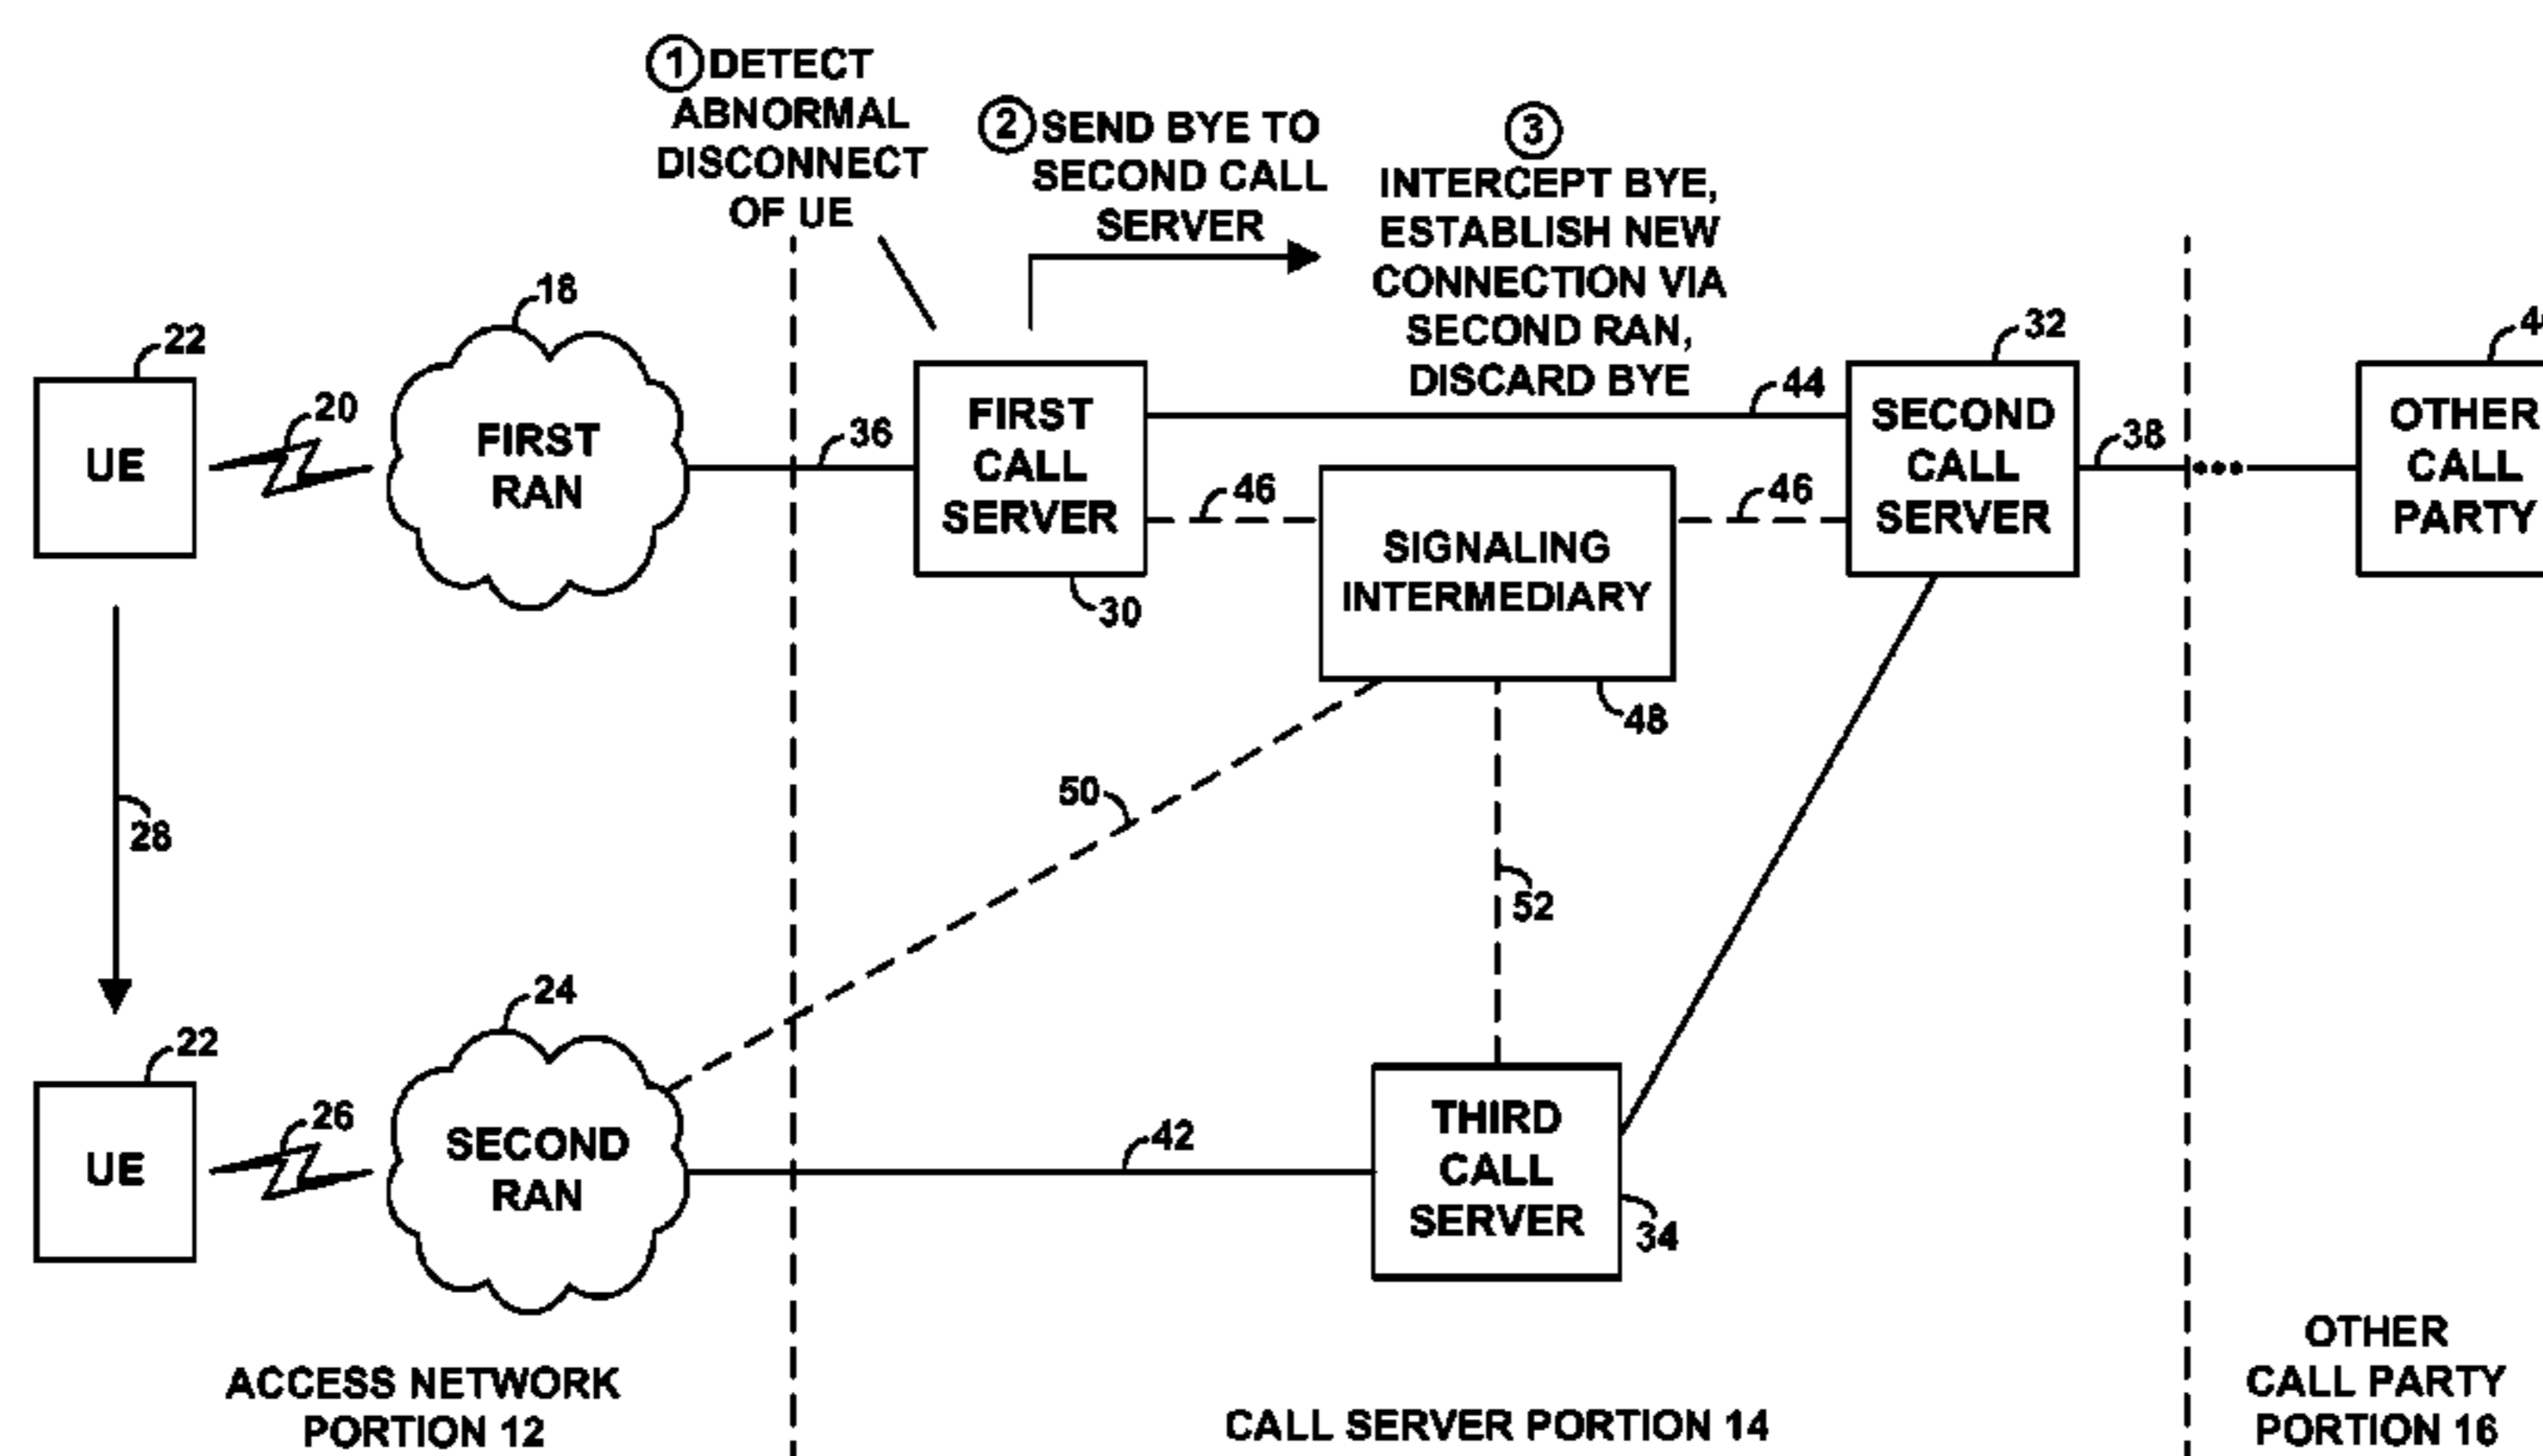 1 DETECT
ABNORMAL
DISCONNECT
OF UE
2 SEND BYE TO
SECOND CALL
SERVER
3
INTERCEPT BYE,
ESTABLISH NEW
CONNECTION VIA
SECOND RAN,
DISCARD BYE
22
UE
20
18
FIRST
RAN
36
FIRST
CALL
SERVER
30
44
46
SIGNALING
INTERMEDIARY
48
46
32
SECOND
CALL
SERVER
38
OTHER
CALL
PARTY
28
50
52
22
UE
26
24
SECOND
RAN
42
THIRD
CALL
SERVER
34
ACCESS NETWORK
PORTION 12
CALL SERVER PORTION 14
OTHER
CALL PARTY
PORTION 16